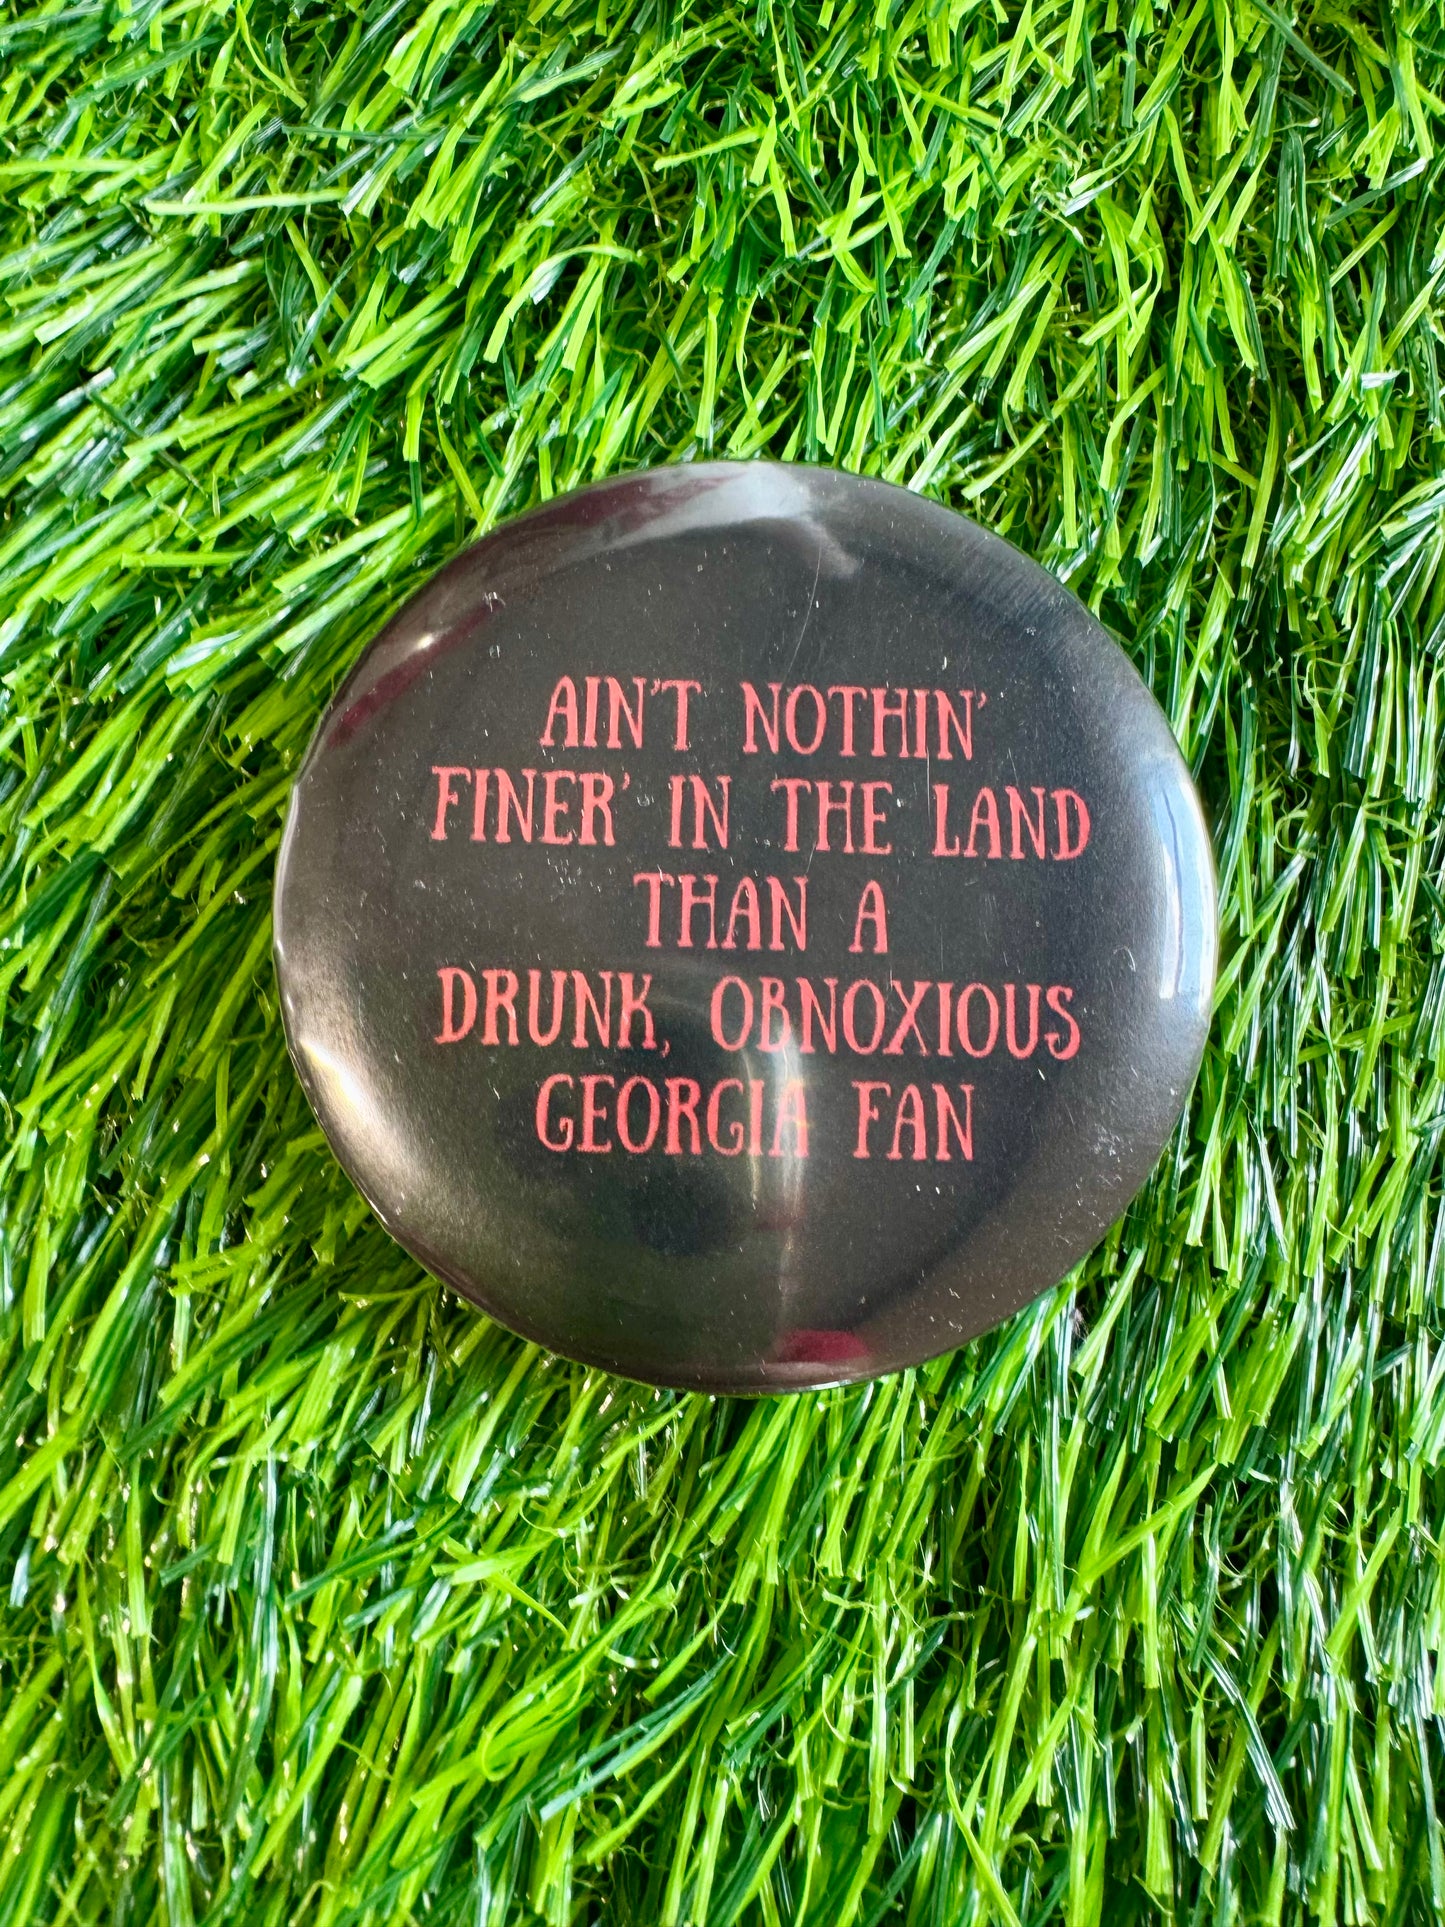 AIN'T NOTHIN'
FINER' IN THE LAND
THAN A
DRUNK, OBNOXIOUS
GEORGIA FAN